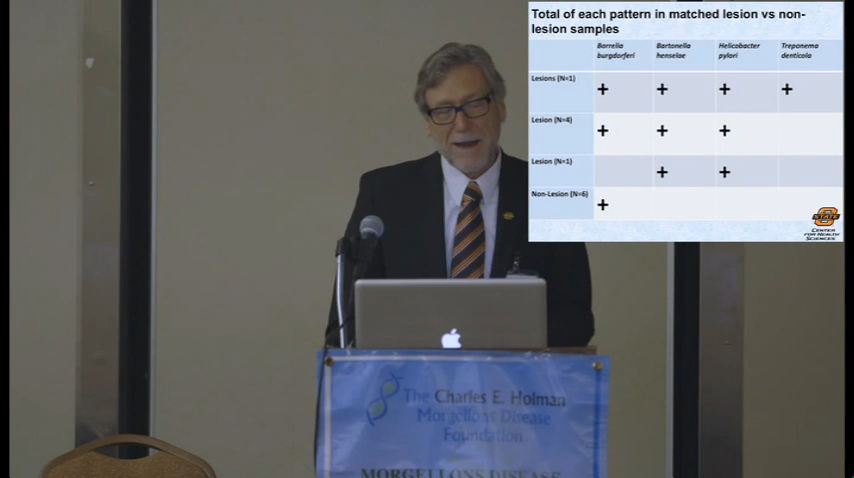 Total of each pattern in matched lesion vs non-
lesion samples
Borrelia burgdorferi Bartonella henselae Helicobacter pylori Treponema denticola
Lesions (N=1) + + + +
Lesion (N=4) + + +
Lesion (N=1) + +
Non-Lesion (N=6) +
STATE
CENTER
FOR HEALTH
SCIENCES
The Charles E. Holman
Morgellons Disease
Foundation
MORGELLONS DISEASE